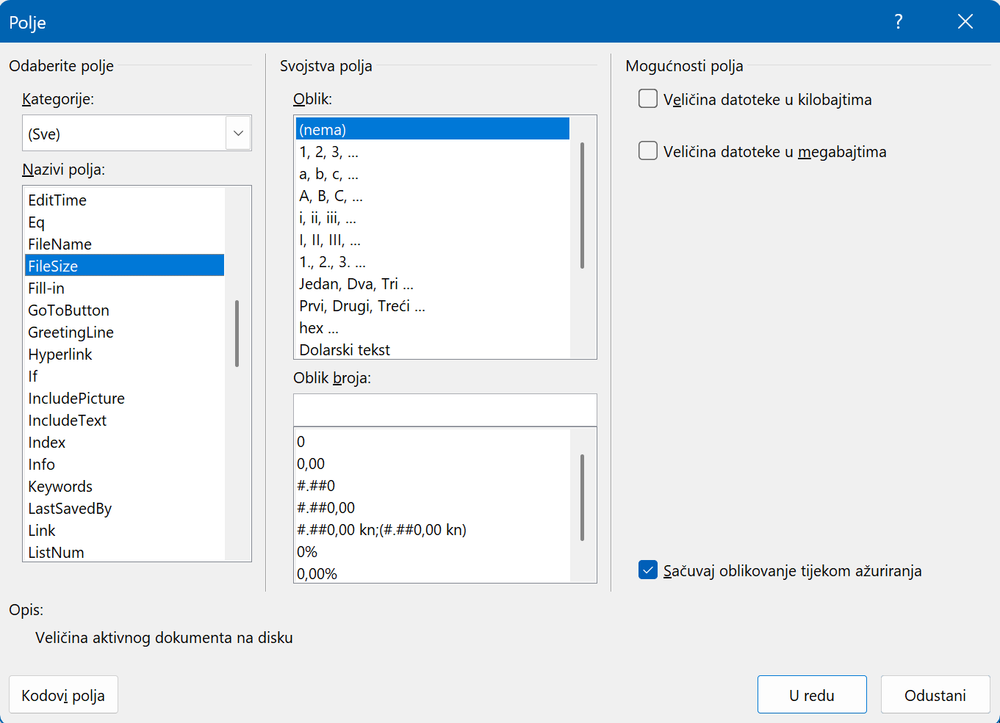 Polje
?
Odaberite polje
Kategorije:
(Sve)
Nazivi polja:
EditTime
Eq
FileName
FileSize
Fill-in
GoToButton
GreetingLine
Hyperlink
If
IncludePicture
IncludeText
Index
Info
Keywords
LastSavedBy
Link
ListNum
Svojstva polja
Oblik:
(nema)
1, 2, 3, ...
a, b, c, ...
A, B, C, ...
i, ii, iii, ...
I, II, III, ...
1., 2., 3. ...
Jedan, Dva, Tri ...
Prvi, Drugi, Treći ...
hex ...
Dolarski tekst
Oblik broja:
0
0,00
#.##0
#.##0,00
#.##0,00 kn;(#.##0,00 kn)
0%
0,00%
Mogućnosti polja
Veličina datoteke u kilobajtima
Veličina datoteke u megabajtima
Sačuvaj oblikovanje tijekom ažuriranja
Opis:
Veličina aktivnog dokumenta na disku
Kodovi polja
U redu
Odustani